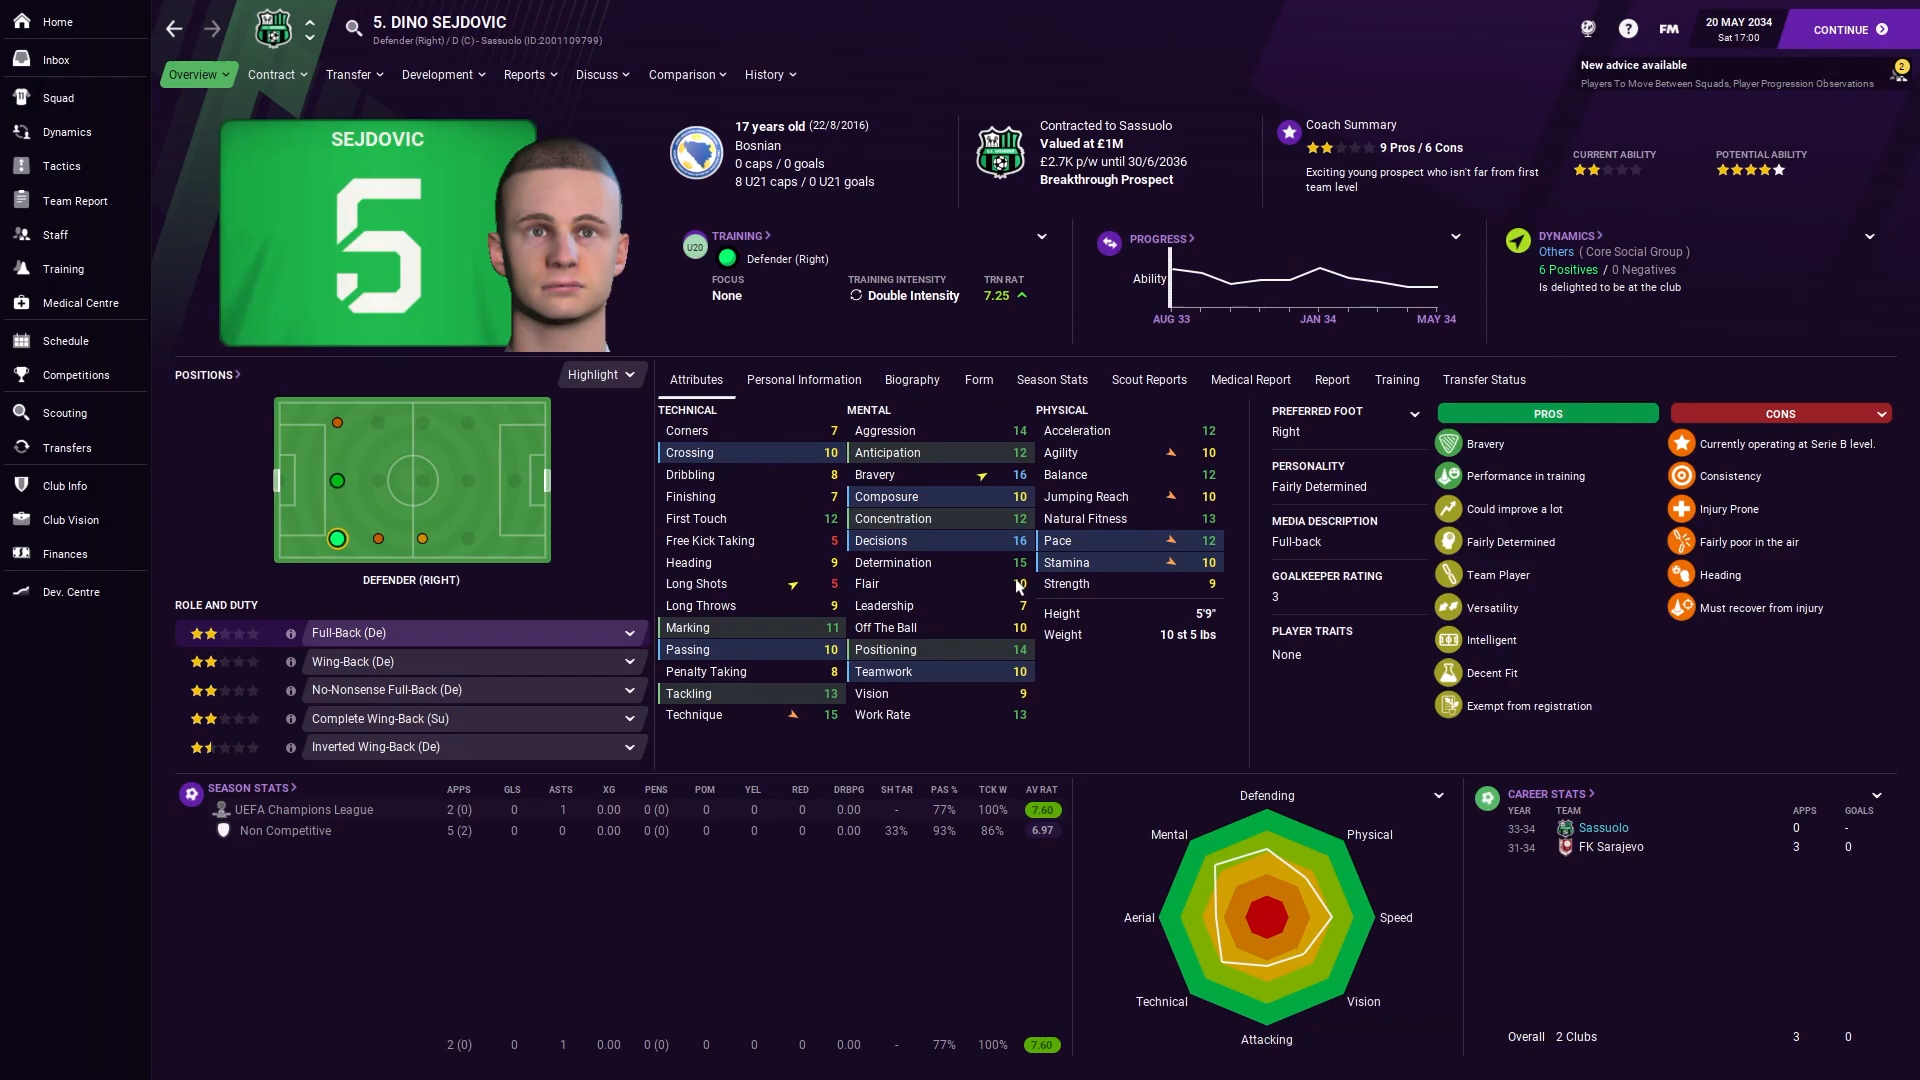 Home
Inbox
Squad
Dynamics
Tactics
Team Report
Staff
Training
Medical Centre
Schedule
Competitions
Scouting
Transfers
Club Info
Club Vision
Finances
Dev. Centre
5. DINO SEJDOVIC
Defender (Right) / D (C) - Sassuolo (ID:2001109799)
FM
20 MAY 2034
Sat 17:00
CONTINUE
Overview Contract Transfer Development Reports Discuss Comparison History
New advice available
Players To Move Between Squads, Player Progression Observations
2
SEJDOVIC
5
17 years old (22/8/2016)
Bosnian
0 caps / 0 goals
8 U21 caps / 0 U21 goals
Contracted to Sassuolo
Valued at £1M
£2.7K p/w until 30/6/2036
Breakthrough Prospect
Coach Summary
9 Pros / 6 Cons
Exciting young prospect who isn't far from first
team level
CURRENT ABILITY
POTENTIAL ABILITY
U20
TRAINING
Defender (Right)
FOCUS TRAINING INTENSITY TRN RAT
None Double Intensity 7.25
PROGRESS
Ability
AUG 33 JAN 34 MAY 34
DYNAMICS
Others ( Core Social Group )
6 Positives / 0 Negatives
Is delighted to be at the club
POSITIONS
Highlight
DEFENDER (RIGHT)
ROLE AND DUTY
Full-Back (De)
Wing-Back (De)
No-Nonsense Full-Back (De)
Complete Wing-Back (Su)
Inverted Wing-Back (De)
Attributes Personal Information Biography Form Season Stats Scout Reports Medical Report Report Training Transfer Status
TECHNICAL
Corners 7
Crossing 10
Dribbling 8
Finishing 7
First Touch 12
Free Kick Taking 5
Heading 9
Long Shots 5
Long Throws 9
Marking 11
Passing 10
Penalty Taking 8
Tackling 13
Technique 15
MENTAL
Aggression 14
Anticipation 12
Bravery 16
Composure 10
Concentration 12
Decisions 16
Determination 15
Flair 10
Leadership 7
Off The Ball 10
Positioning 14
Teamwork 10
Vision 9
Work Rate 13
PHYSICAL
Acceleration 12
Agility 10
Balance 12
Jumping Reach 10
Natural Fitness 13
Pace 12
Stamina 10
Strength 9
Height 5'9"
Weight 10 st 5 lbs
PREFERRED FOOT
Right
PERSONALITY
Fairly Determined
MEDIA DESCRIPTION
Full-back
GOALKEEPER RATING
3
PLAYER TRAITS
None
PROS
Bravery
Performance in training
Could improve a lot
Fairly Determined
Team Player
Versatility
Intelligent
Decent Fit
Exempt from registration
CONS
Currently operating at Serie B level.
Consistency
Injury Prone
Fairly poor in the air
Heading
Must recover from injury
SEASON STATS APPS GLS ASTS XG PENS POM YEL RED DRBPG SH TAR PAS % TCK W AV RAT
UEFA Champions League 2 (0) 0 1 0.00 0 (0) 0 0 0 0.00 - 77% 100% 7.60
Non Competitive 5 (2) 0 0 0.00 0 (0) 0 0 0 0.00 33% 93% 86% 6.97
2 (0) 0 1 0.00 0 (0) 0 0 0 0.00 - 77% 100% 7.60
Defending
Mental Physical
Aerial Speed
Technical Vision
Attacking
CAREER STATS
YEAR TEAM APPS GOALS
33-34 Sassuolo 0 -
31-34 FK Sarajevo 3 0
Overall 2 Clubs 3 0